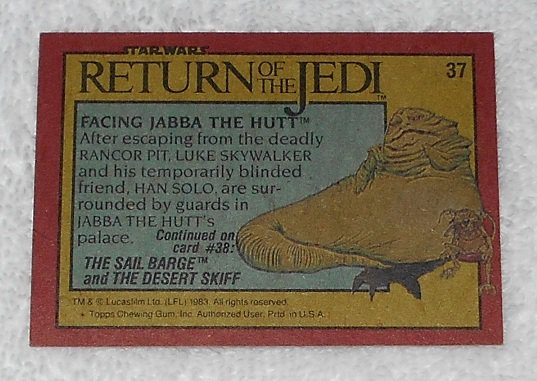 STAR WARS
RETURN OF THE JEDI™ 37
FACING JABBA THE HUTT™
After escaping from the deadly
RANCOR PIT, LUKE SKYWALKER
and his temporarily blinded
friend, HAN SOLO, are sur-
rounded by guards in
JABBA THE HUTT's
palace. Continued on
card #38:
THE SAIL BARGE™
and THE DESERT SKIFF
TM & © Lucasfilm Ltd. (LFL) 1983. All rights reserved.
Topps Chewing Gum, Inc. Authorized User. Prtd. in U.S.A.